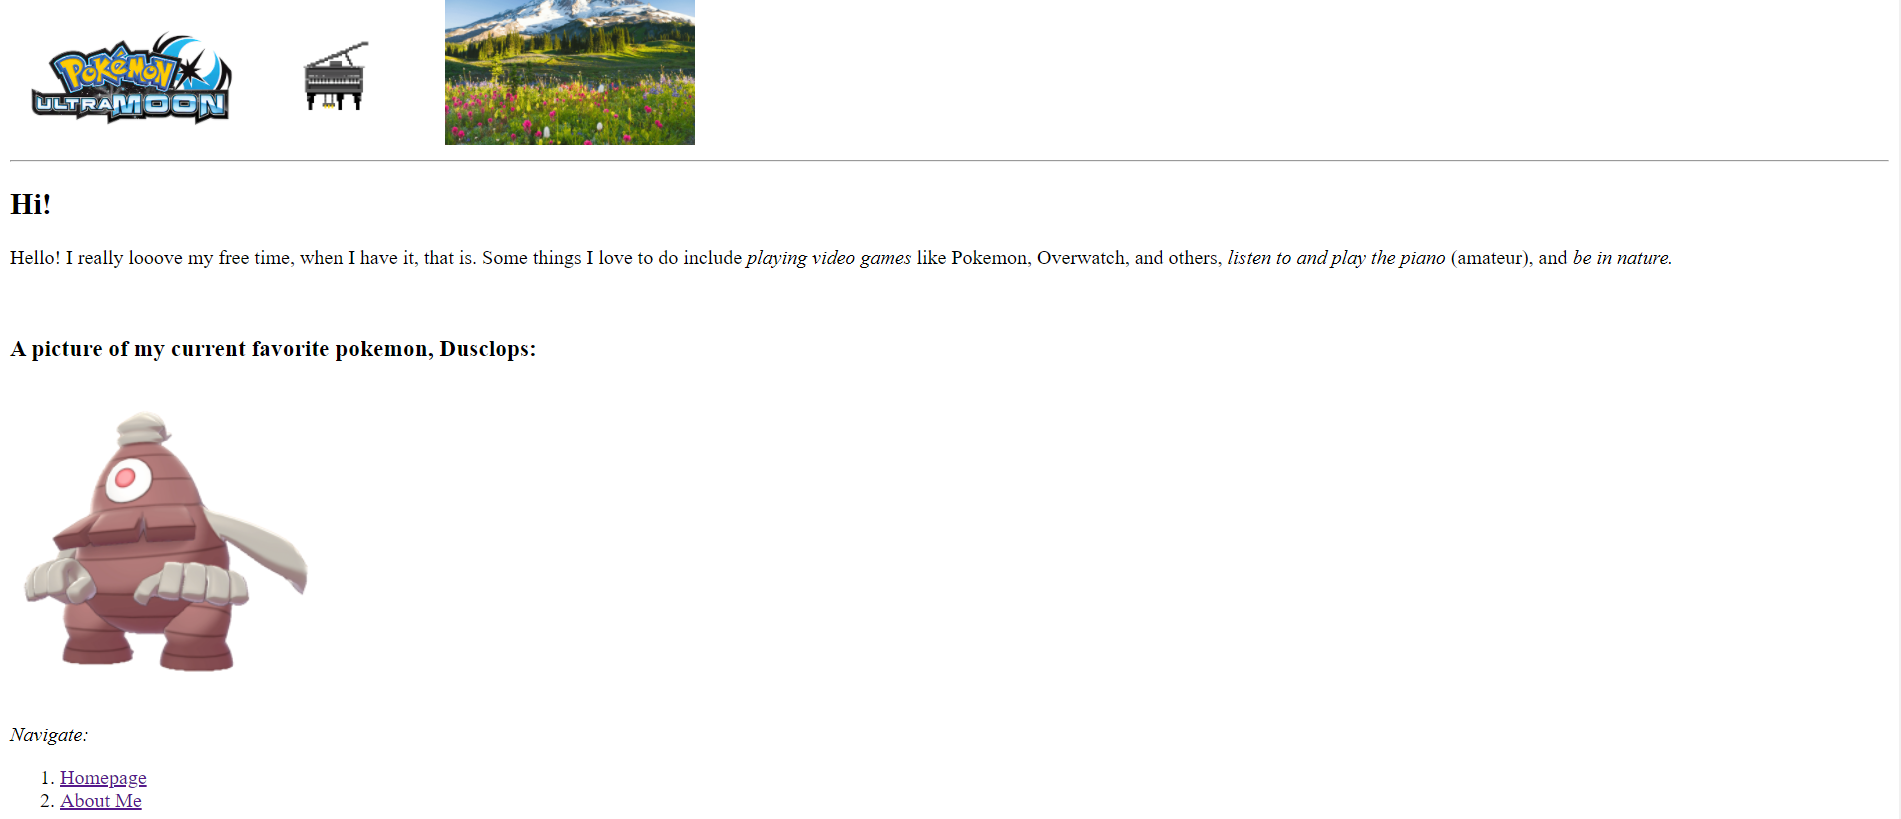 POKéMON
ULTRA MOON
Hi!
Hello! I really looove my free time, when I have it, that is. Some things I love to do include playing video games like Pokemon, Overwatch, and others, listen to and play the piano (amateur), and be in nature.
A picture of my current favorite pokemon, Dusclops:
Navigate:
1. Homepage
2. About Me